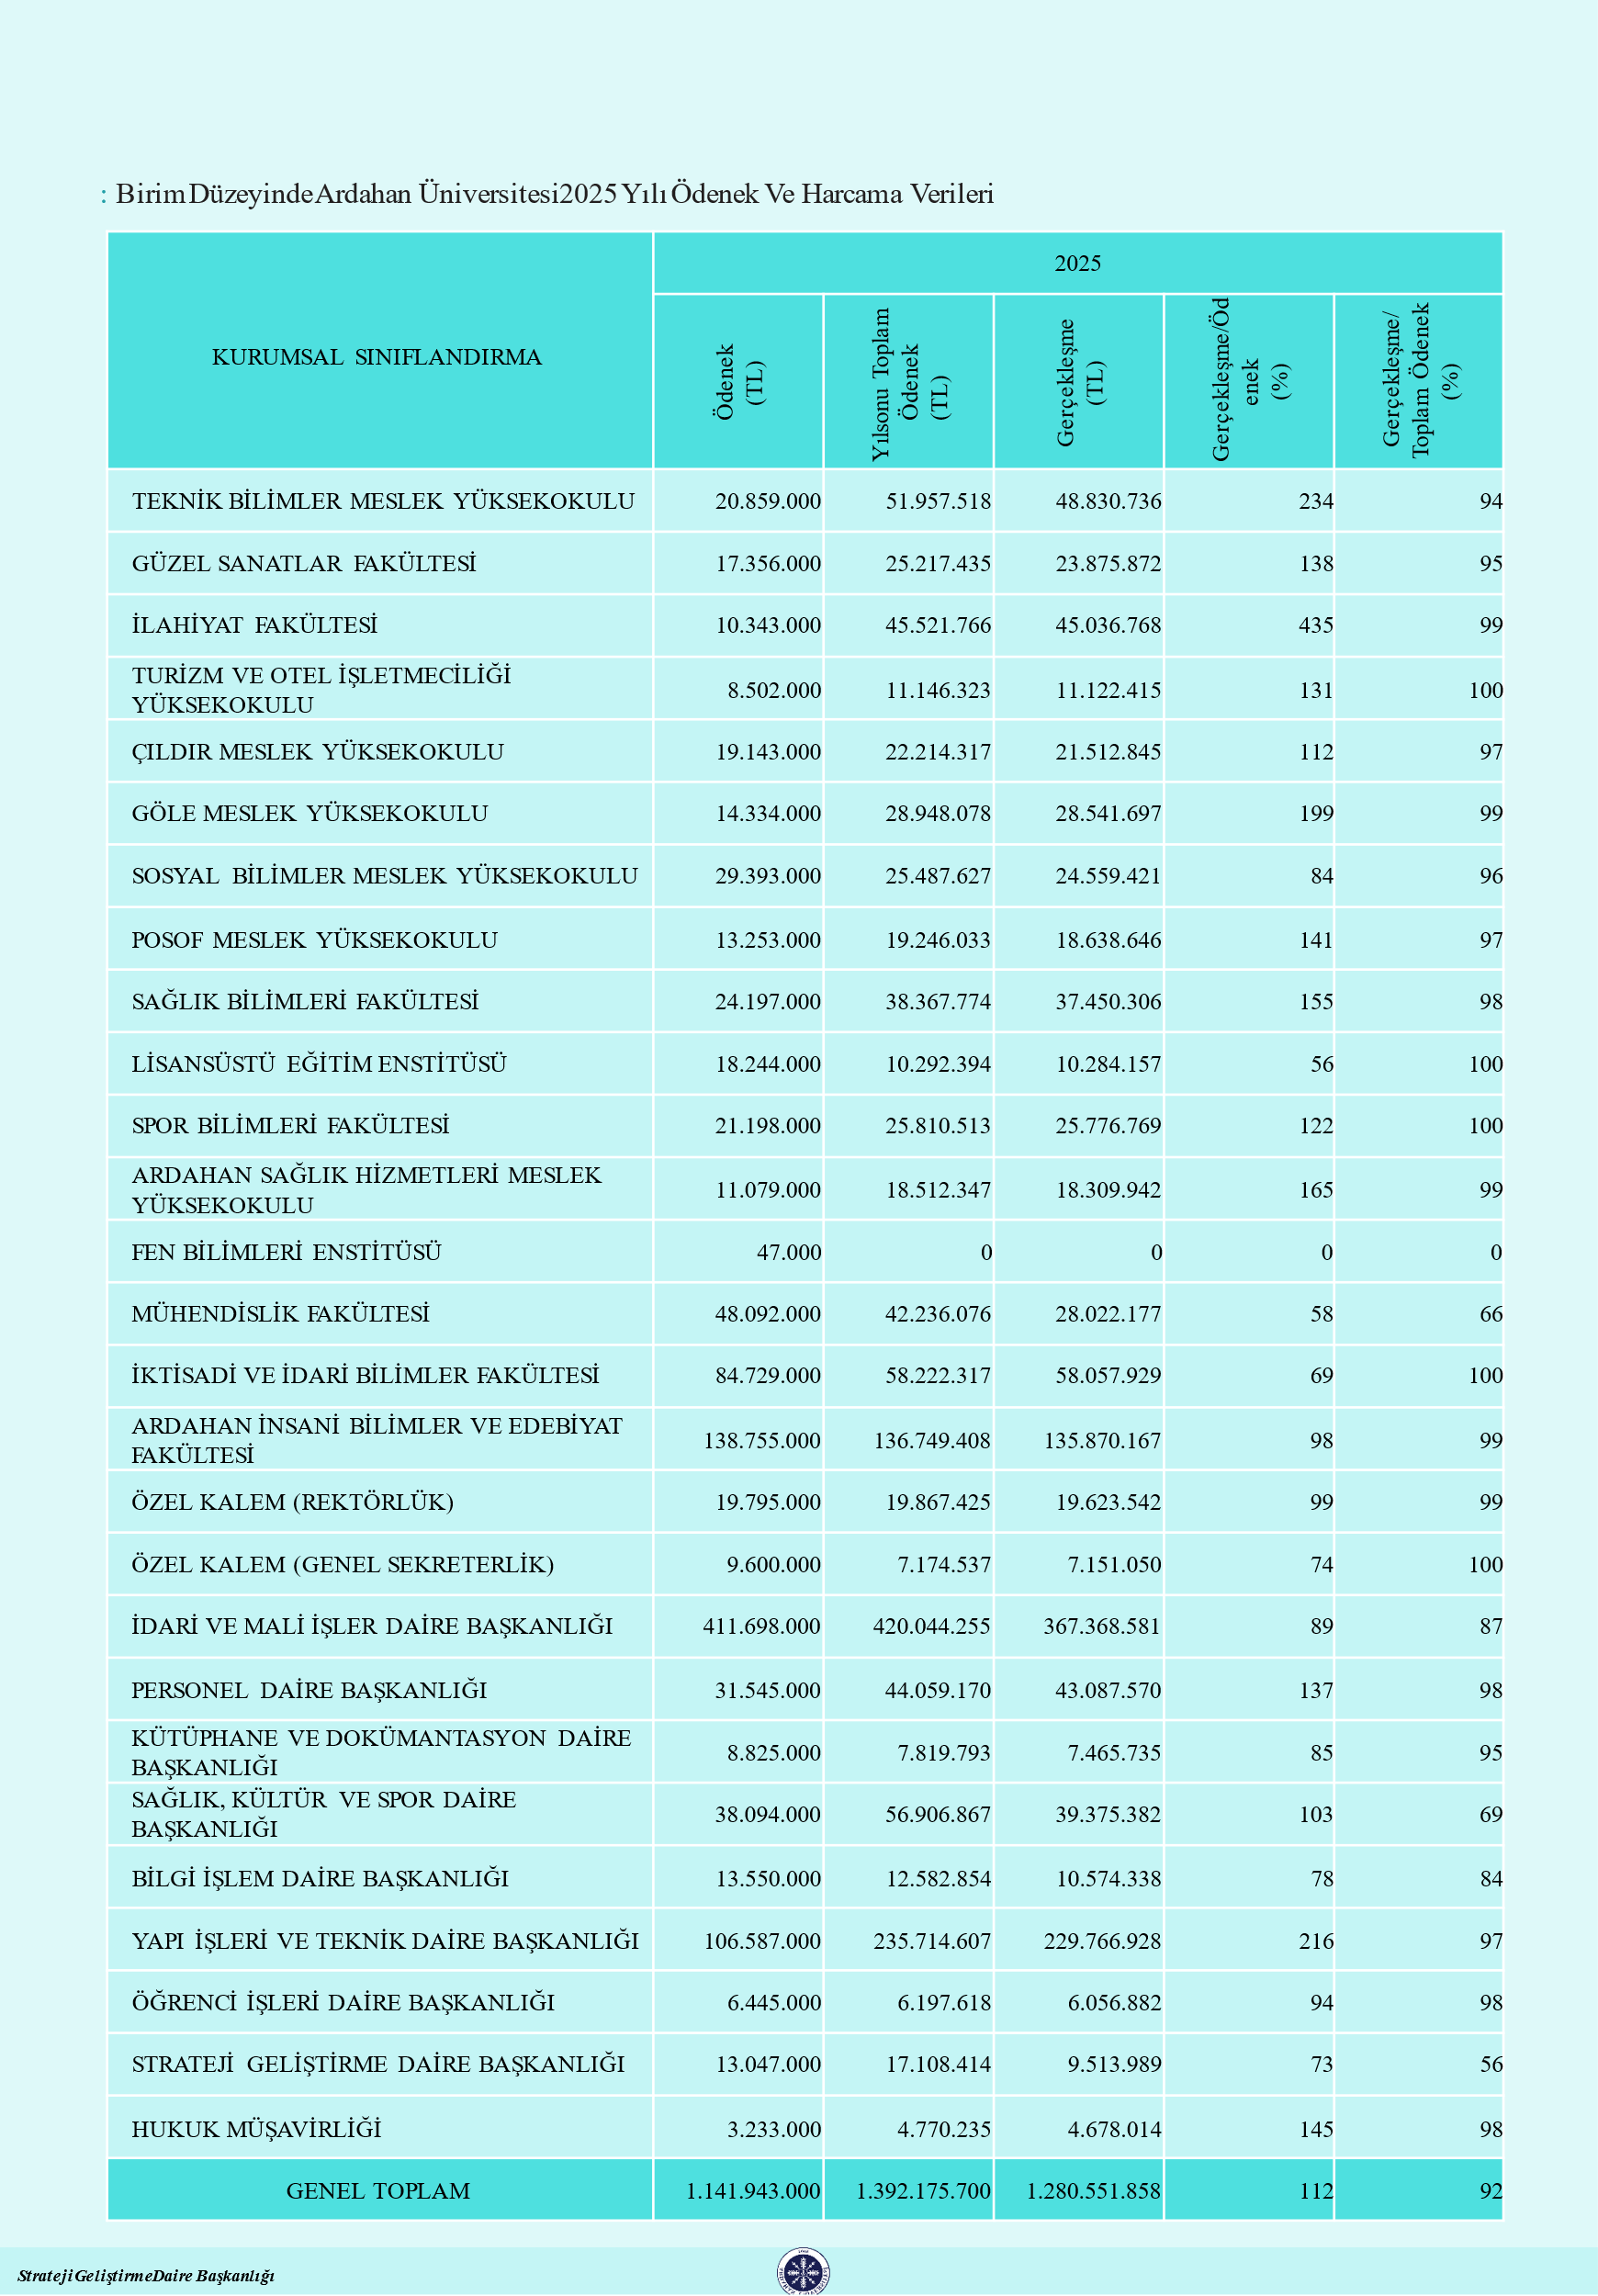 : Birim Düzeyinde Ardahan Üniversitesi 2025 Yılı Ödenek Ve Harcama Verileri
KURUMSAL SINIFLANDIRMA
2025
Ödenek
(TL)
Yılsonu Toplam
Ödenek
(TL)
Gerçekleşme
(TL)
Gerçekleşme/Öd
enek
(%)
Gerçekleşme/
Toplam Ödenek
(%)
TEKNİK BİLİMLER MESLEK YÜKSEKOKULU 20.859.000 51.957.518 48.830.736 234 94
GÜZEL SANATLAR FAKÜLTESİ 17.356.000 25.217.435 23.875.872 138 95
İLAHİYAT FAKÜLTESİ 10.343.000 45.521.766 45.036.768 435 99
TURİZM VE OTEL İŞLETMECİLİĞİ
YÜKSEKOKULU 8.502.000 11.146.323 11.122.415 131 100
ÇILDIR MESLEK YÜKSEKOKULU 19.143.000 22.214.317 21.512.845 112 97
GÖLE MESLEK YÜKSEKOKULU 14.334.000 28.948.078 28.541.697 199 99
SOSYAL BİLİMLER MESLEK YÜKSEKOKULU 29.393.000 25.487.627 24.559.421 84 96
POSOF MESLEK YÜKSEKOKULU 13.253.000 19.246.033 18.638.646 141 97
SAĞLIK BİLİMLERİ FAKÜLTESİ 24.197.000 38.367.774 37.450.306 155 98
LİSANSÜSTÜ EĞİTİM ENSTİTÜSÜ 18.244.000 10.292.394 10.284.157 56 100
SPOR BİLİMLERİ FAKÜLTESİ 21.198.000 25.810.513 25.776.769 122 100
ARDAHAN SAĞLIK HİZMETLERİ MESLEK
YÜKSEKOKULU 11.079.000 18.512.347 18.309.942 165 99
FEN BİLİMLERİ ENSTİTÜSÜ 47.000 0 0 0 0
MÜHENDİSLİK FAKÜLTESİ 48.092.000 42.236.076 28.022.177 58 66
İKTİSADİ VE İDARİ BİLİMLER FAKÜLTESİ 84.729.000 58.222.317 58.057.929 69 100
ARDAHAN İNSANİ BİLİMLER VE EDEBİYAT
FAKÜLTESİ 138.755.000 136.749.408 135.870.167 98 99
ÖZEL KALEM (REKTÖRLÜK) 19.795.000 19.867.425 19.623.542 99 99
ÖZEL KALEM (GENEL SEKRETERLİK) 9.600.000 7.174.537 7.151.050 74 100
İDARİ VE MALİ İŞLER DAİRE BAŞKANLIĞI 411.698.000 420.044.255 367.368.581 89 87
PERSONEL DAİRE BAŞKANLIĞI 31.545.000 44.059.170 43.087.570 137 98
KÜTÜPHANE VE DOKÜMANTASYON DAİRE
BAŞKANLIĞI 8.825.000 7.819.793 7.465.735 85 95
SAĞLIK, KÜLTÜR VE SPOR DAİRE
BAŞKANLIĞI 38.094.000 56.906.867 39.375.382 103 69
BİLGİ İŞLEM DAİRE BAŞKANLIĞI 13.550.000 12.582.854 10.574.338 78 84
YAPI İŞLERİ VE TEKNİK DAİRE BAŞKANLIĞI 106.587.000 235.714.607 229.766.928 216 97
ÖĞRENCİ İŞLERİ DAİRE BAŞKANLIĞI 6.445.000 6.197.618 6.056.882 94 98
STRATEJİ GELİŞTİRME DAİRE BAŞKANLIĞI 13.047.000 17.108.414 9.513.989 73 56
HUKUK MÜŞAVİRLİĞİ 3.233.000 4.770.235 4.678.014 145 98
GENEL TOPLAM 1.141.943.000 1.392.175.700 1.280.551.858 112 92
Strateji Geliştirme Daire Başkanlığı